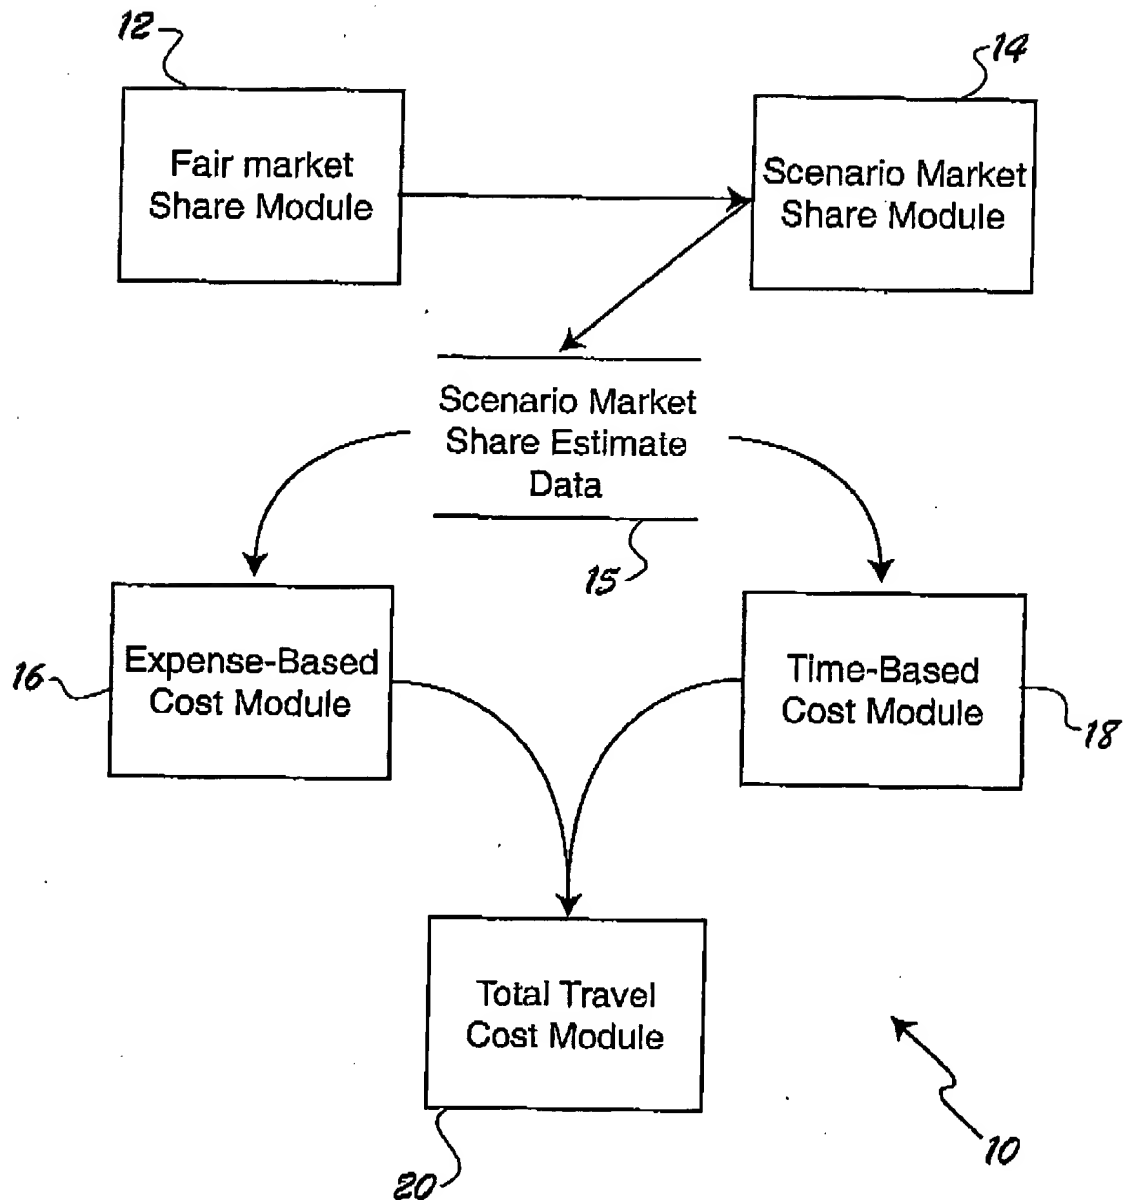 12
14
Fair market
Share Module
Scenario Market
Share Module
Scenario Market
Share Estimate
Data
15
16
Expense-Based
Cost Module
Time-Based
Cost Module
18
Total Travel
Cost Module
10
20